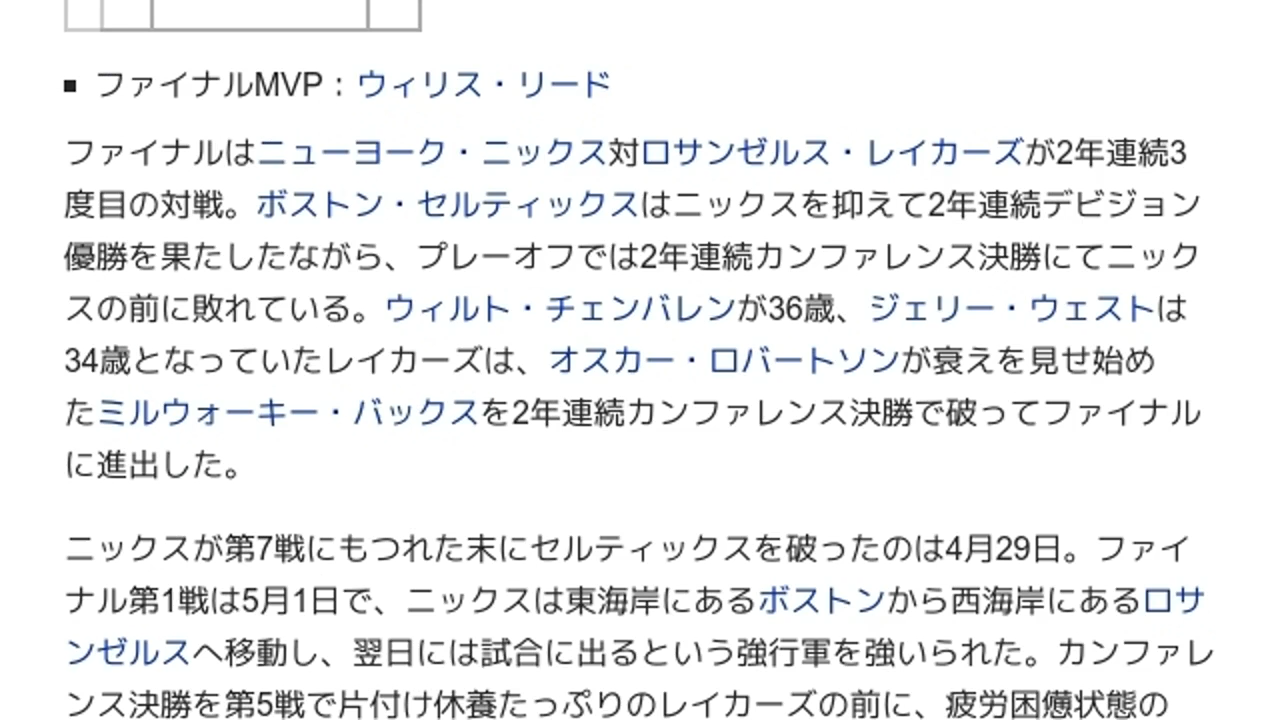 ■ ファイナルMVP：ウィリス・リード
ファイナルはニューヨーク・ニックス対ロサンゼルス・レイカーズが2年連続3
度目の対戦。ボストン・セルティックスはニックスを抑えて2年連続デビジョン
優勝を果たしたながら、プレーオフでは2年連続カンファレンス決勝にてニック
スの前に敗れている。ウィルト・チェンバレンが36歳、ジェリー・ウェストは
34歳となっていたレイカーズは、オスカー・ロバートソンが衰えを見せ始め
たミルウォーキー・バックスを2年連続カンファレンス決勝で破ってファイナル
に進出した。
ニックスが第7戦にもつれた末にセルティックスを破ったのは4月29日。ファイ
ナル第1戦は5月1日で、ニックスは東海岸にあるボストンから西海岸にあるロサ
ンゼルスへ移動し、翌日には試合に出るという強行軍を強いられた。カンファレ
ンス決勝を第5戦で片付け休養たっぷりのレイカーズの前に、疲労困憊状態の